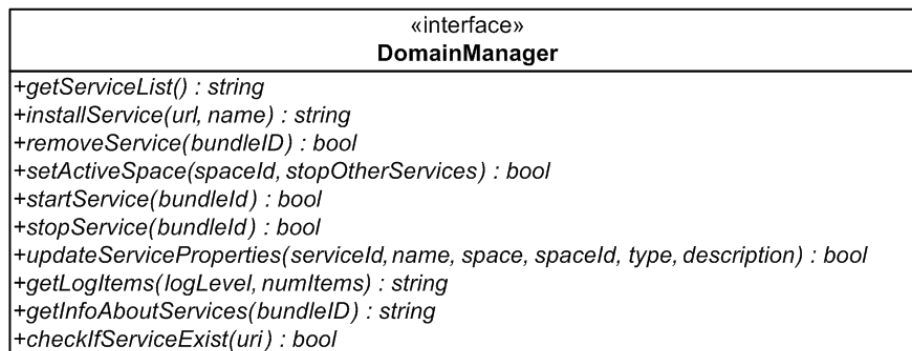 «interface»
DomainManager
+getServiceList() : string
+installService(url, name) : string
+removeService(bundleID) : bool
+setActiveSpace(spaceId, stopOtherServices) : bool
+startService(bundleId) : bool
+stopService(bundleId) : bool
+updateServiceProperties(serviceId, name, space, spaceId, type, description) : bool
+getLogItems(logLevel, numItems) : string
+getInfoAboutServices(bundleID) : string
+checkIfServiceExist(uri) : bool